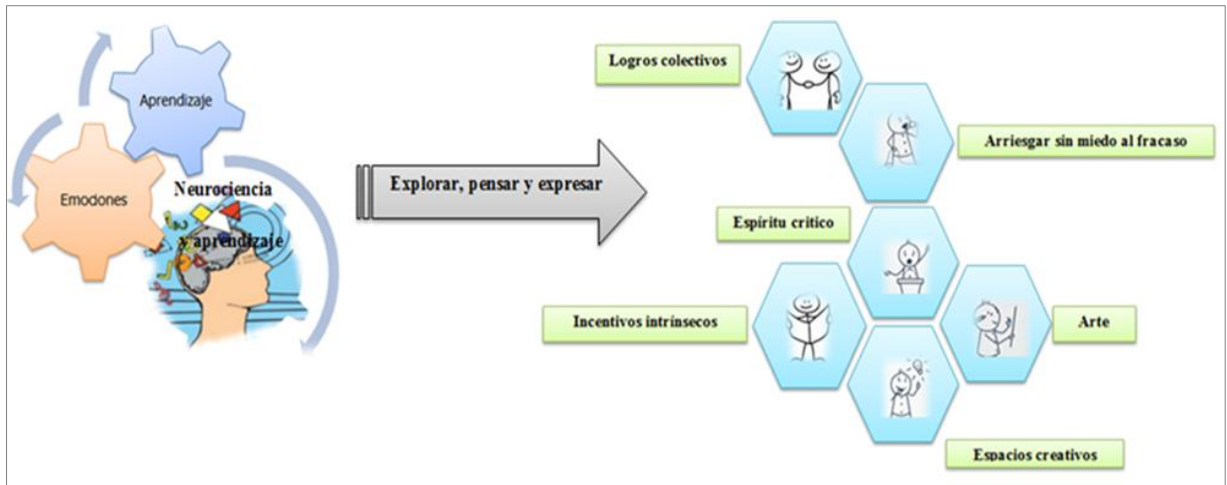 Aprendizaje
Emociones
Neurociencia
y aprendizaje
Explorar, pensar y expresar
Logros colectivos
Arriesgar sin miedo al fracaso
Espíritu critico
Incentivos intrínsecos
Arte
Espacios creativos